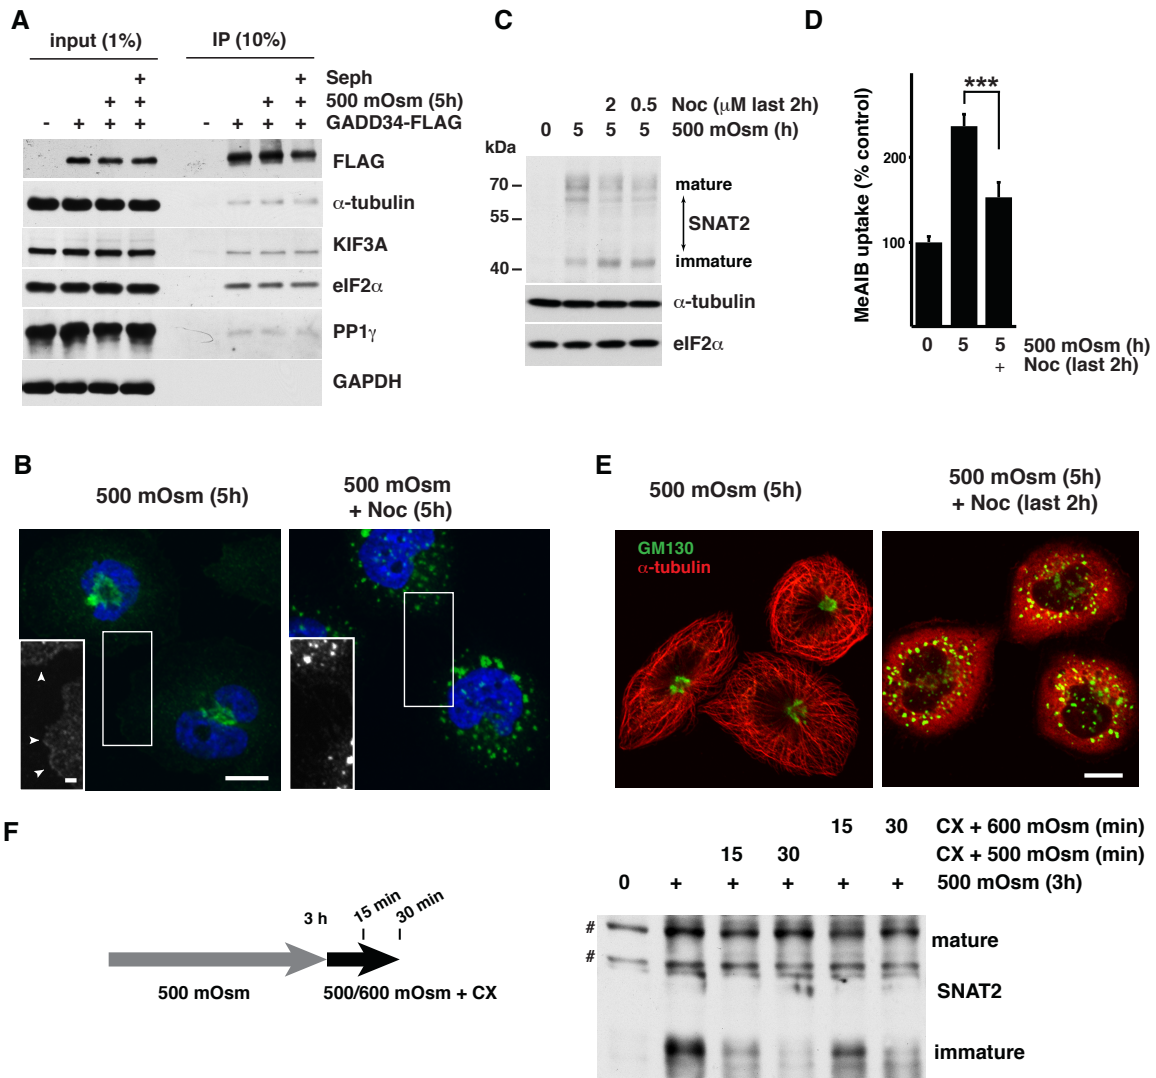 A
input (1%) IP (10%)
+ + Seph
+ + + + 500 mOsm (5h)
- + + + - + + + GADD34-FLAG
FLAG
α-tubulin
KIF3A
eIF2α
PP1γ
GAPDH
C
2 0.5 Noc (μM last 2h)
0 5 5 5 500 mOsm (h)
kDa
70
55
40
mature
SNAT2
immature
α-tubulin
eIF2α
D
MeAIB uptake (% control)
***
200
100
0 5 5 500 mOsm (h)
+ Noc (last 2h)
B
500 mOsm (5h)
500 mOsm
+ Noc (5h)
E
500 mOsm (5h)
500 mOsm (5h)
+ Noc (last 2h)
GM130
α-tubulin
F
3 h
15 min
30 min
500 mOsm
500/600 mOsm + CX
15 30 CX + 600 mOsm (min)
15 30 CX + 500 mOsm (min)
0 + + + + + 500 mOsm (3h)
#
#
mature
SNAT2
immature